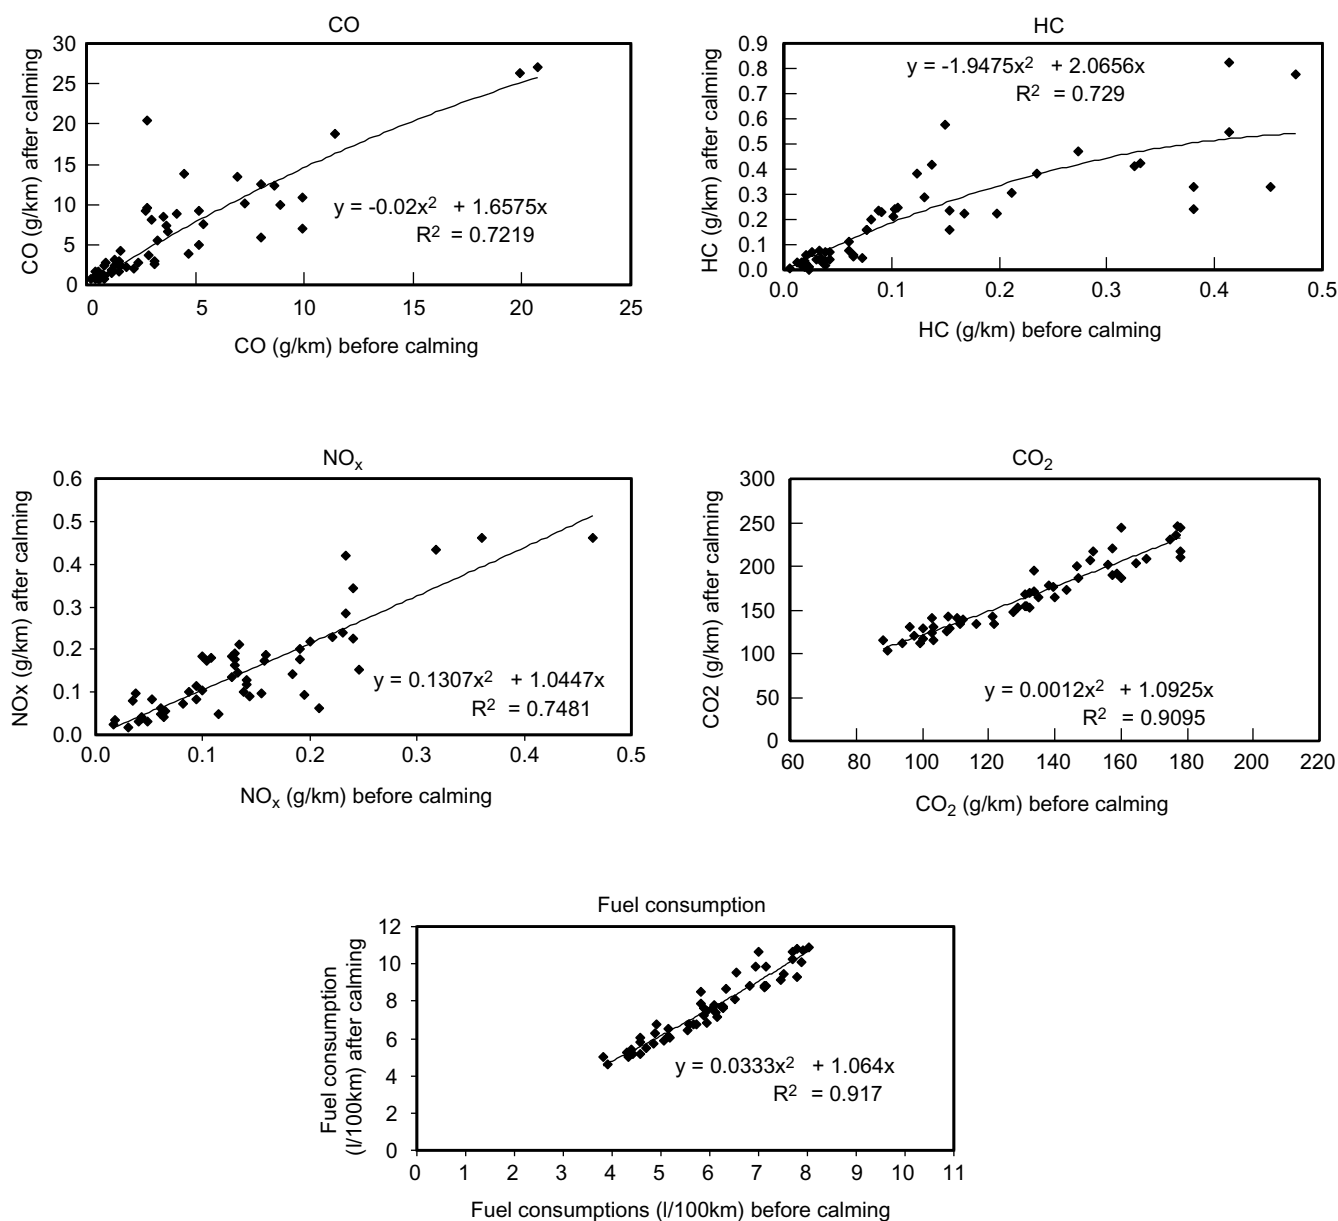 CO
30
25
20
15
10
5
0
CO (g/km) after calming
y = -0.02x² + 1.6575x
R² = 0.7219
0 5 10 15 20 25
CO (g/km) before calming
HC
0.9
0.8
0.7
0.6
0.5
0.4
0.3
0.2
0.1
0.0
HC (g/km) after calming
y = -1.9475x² + 2.0656x
R² = 0.729
0.0 0.1 0.2 0.3 0.4 0.5
HC (g/km) before calming
NOₓ
0.6
0.5
0.4
0.3
0.2
0.1
0.0
NOx (g/km) after calming
y = 0.1307x² + 1.0447x
R² = 0.7481
0.0 0.1 0.2 0.3 0.4 0.5
NOₓ (g/km) before calming
CO₂
300
250
200
150
100
50
0
CO2 (g/km) after calming
y = 0.0012x² + 1.0925x
R² = 0.9095
60 80 100 120 140 160 180 200 220
CO₂ (g/km) before calming
Fuel consumption
12
10
8
6
4
2
0
Fuel consumption
(l/100km) after calming
y = 0.0333x² + 1.064x
R² = 0.917
0 1 2 3 4 5 6 7 8 9 10 11
Fuel consumptions (l/100km) before calming